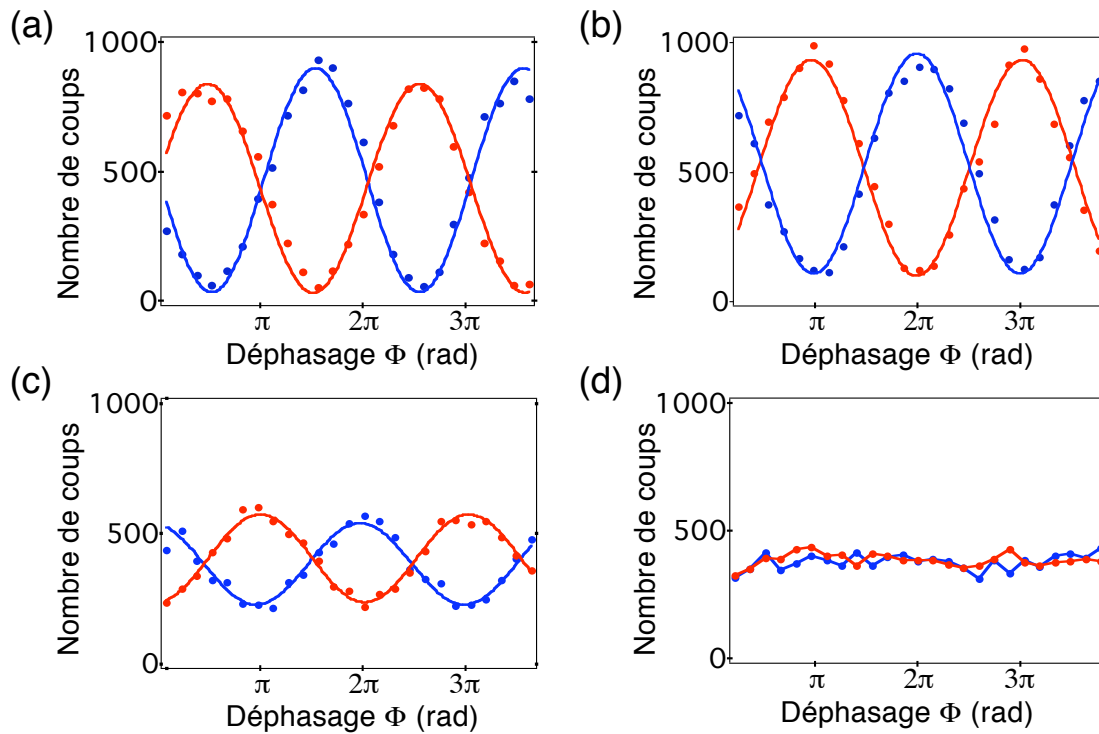 (a)
Nombre de coups
1000
500
0
π
2π
3π
Déphasage Φ (rad)
(b)
Nombre de coups
1000
500
0
π
2π
3π
Déphasage Φ (rad)
(c)
Nombre de coups
1000
500
0
π
2π
3π
Déphasage Φ (rad)
(d)
Nombre de coups
1000
500
0
π
2π
3π
Déphasage Φ (rad)